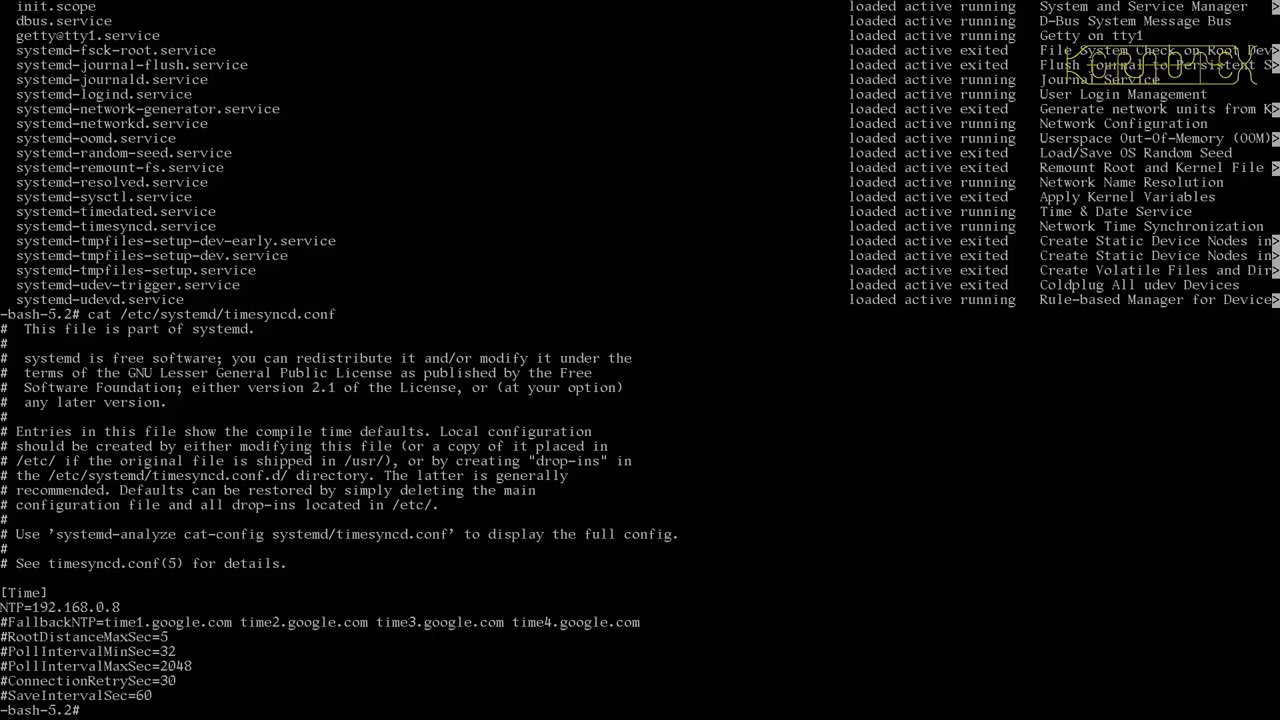 init.scope loaded active running System and Service Manager >
dbus.service loaded active running D-Bus System Message Bus
getty@tty1.service loaded active running Getty on tty1
systemd-fsck-root.service loaded active exited File System Check on Root Dev>
systemd-journal-flush.service loaded active exited Flush Journal to Persistent S>
systemd-journald.service loaded active running Journal Service
systemd-logind.service loaded active running User Login Management
systemd-network-generator.service loaded active exited Generate network units from K>
systemd-networkd.service loaded active running Network Configuration
systemd-oomd.service loaded active running Userspace Out-Of-Memory (OOM)>
systemd-random-seed.service loaded active exited Load/Save OS Random Seed
systemd-remount-fs.service loaded active exited Remount Root and Kernel File >
systemd-resolved.service loaded active running Network Name Resolution
systemd-sysctl.service loaded active exited Apply Kernel Variables
systemd-timedated.service loaded active running Time & Date Service
systemd-timesyncd.service loaded active running Network Time Synchronization
systemd-tmpfiles-setup-dev-early.service loaded active exited Create Static Device Nodes in>
systemd-tmpfiles-setup-dev.service loaded active exited Create Static Device Nodes in>
systemd-tmpfiles-setup.service loaded active exited Create Volatile Files and Dir>
systemd-udev-trigger.service loaded active exited Coldplug All udev Devices
systemd-udevd.service loaded active running Rule-based Manager for Device>
-bash-5.2# cat /etc/systemd/timesyncd.conf
#  This file is part of systemd.
#
#  systemd is free software; you can redistribute it and/or modify it under the
#  terms of the GNU Lesser General Public License as published by the Free
#  Software Foundation; either version 2.1 of the License, or (at your option)
#  any later version.
#
# Entries in this file show the compile time defaults. Local configuration
# should be created by either modifying this file (or a copy of it placed in
# /etc/ if the original file is shipped in /usr/), or by creating "drop-ins" in
# the /etc/systemd/timesyncd.conf.d/ directory. The latter is generally
# recommended. Defaults can be restored by simply deleting the main
# configuration file and all drop-ins located in /etc/.
#
# Use 'systemd-analyze cat-config systemd/timesyncd.conf' to display the full config.
#
# See timesyncd.conf(5) for details.
[Time]
NTP=192.168.0.8
#FallbackNTP=time1.google.com time2.google.com time3.google.com time4.google.com
#RootDistanceMaxSec=5
#PollIntervalMinSec=32
#PollIntervalMaxSec=2048
#ConnectionRetrySec=30
#SaveIntervalSec=60
-bash-5.2#